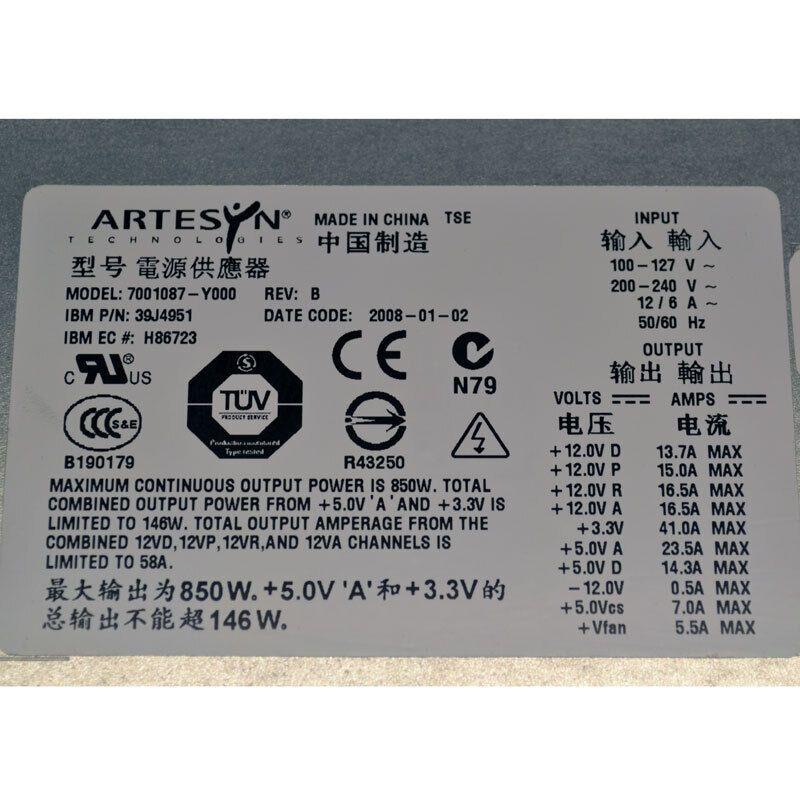 ARTESYN®
TECHNOLOGIES
MADE IN CHINA TSE
中国制造
型号 電源供應器
MODEL: 7001087-Y000 REV: B
IBM P/N: 39J4951 DATE CODE: 2008-01-02
IBM EC #: H86723
C UL® US
TÜV
PRODUCT SERVICE
Production monitored
Type tested
CE
N79
CCC S&E
B190179
R43250
MAXIMUM CONTINUOUS OUTPUT POWER IS 850W. TOTAL
COMBINED OUTPUT POWER FROM +5.0V 'A' AND +3.3V IS
LIMITED TO 146W. TOTAL OUTPUT AMPERAGE FROM THE
COMBINED 12VD,12VP,12VR,AND 12VA CHANNELS IS
LIMITED TO 58A.
最大输出为850W. +5.0V 'A' 和 +3.3V 的
总输出不能超146W。
INPUT
输入 輸入
100-127 V ~
200-240 V ~
12/6 A ~
50/60 Hz
OUTPUT
输出 輸出
VOLTS AMPS
电压 电流
+12.0V D 13.7A MAX
+12.0V P 15.0A MAX
+12.0V R 16.5A MAX
+12.0V A 16.5A MAX
+3.3V 41.0A MAX
+5.0V A 23.5A MAX
+5.0V D 14.3A MAX
-12.0V 0.5A MAX
+5.0Vcs 7.0A MAX
+Vfan 5.5A MAX